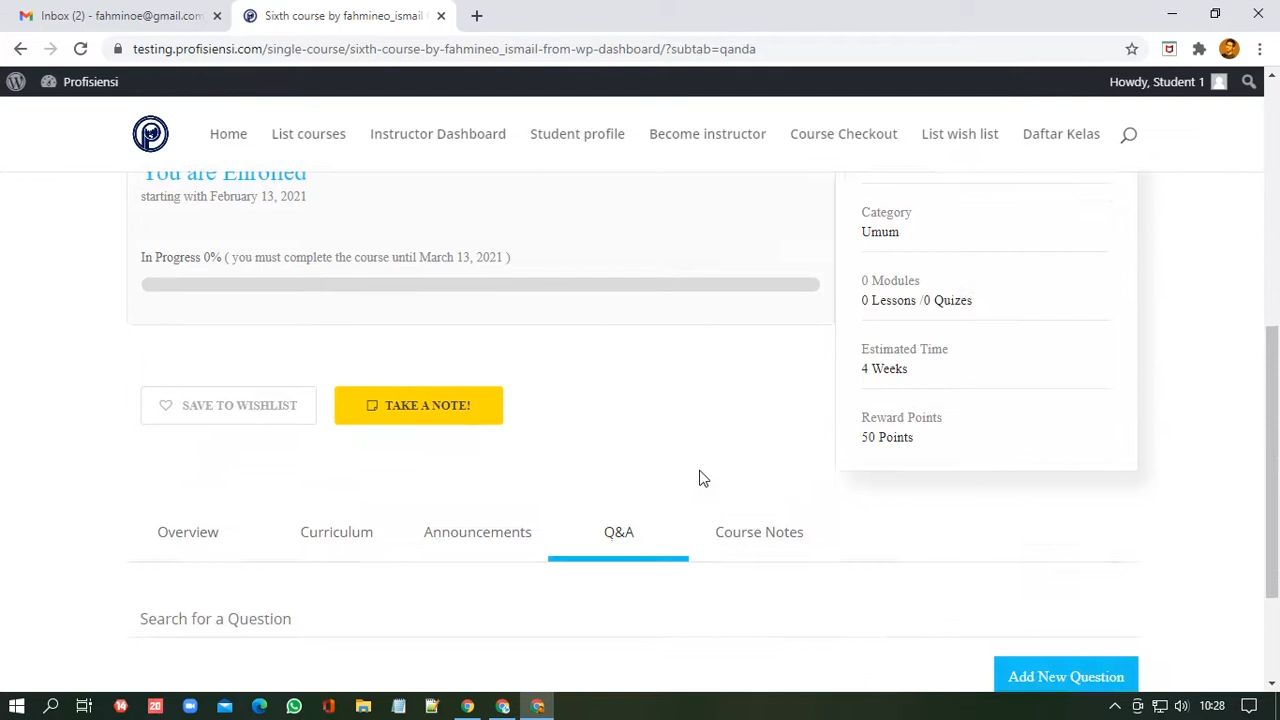 Inbox (2) - fahminoe@gmail.com
Sixth course by fahmineo_ismail
testing.profisiensi.com/single-course/sixth-course-by-fahmineo_ismail-from-wp-dashboard/?subtab=qanda
Profisiensi
Howdy, Student 1
Home
List courses
Instructor Dashboard
Student profile
Become instructor
Course Checkout
List wish list
Daftar Kelas
You are Enrolled
starting with February 13, 2021
In Progress 0% ( you must complete the course until March 13, 2021 )
Category
Umum
0 Modules
0 Lessons /0 Quizes
Estimated Time
4 Weeks
Reward Points
50 Points
SAVE TO WISHLIST
TAKE A NOTE!
Overview
Curriculum
Announcements
Q&A
Course Notes
Search for a Question
Add New Question
14
20
10:28